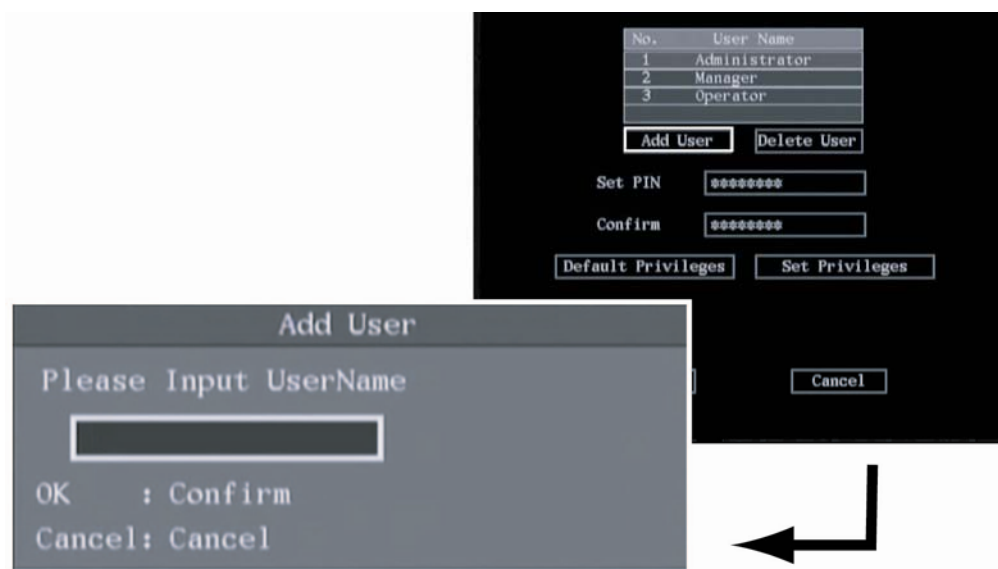 No. User Name
1 Administrator
2 Manager
3 Operator
Add User Delete User
Set PIN ********
Confirm ********
Default Privileges Set Privileges
Cancel
Add User
Please Input UserName
OK : Confirm
Cancel: Cancel